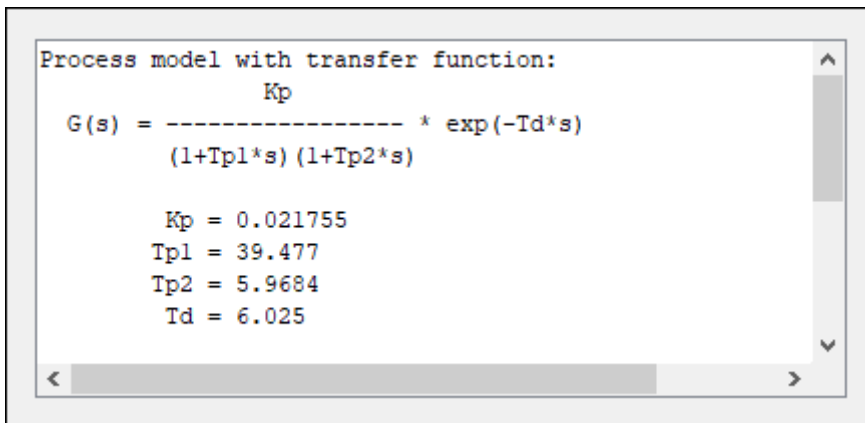 Process model with transfer function:
Kp
G(s) = ----------------- * exp(-Td*s)
(1+Tp1*s)(1+Tp2*s)
Kp = 0.021755
Tp1 = 39.477
Tp2 = 5.9684
Td = 6.025